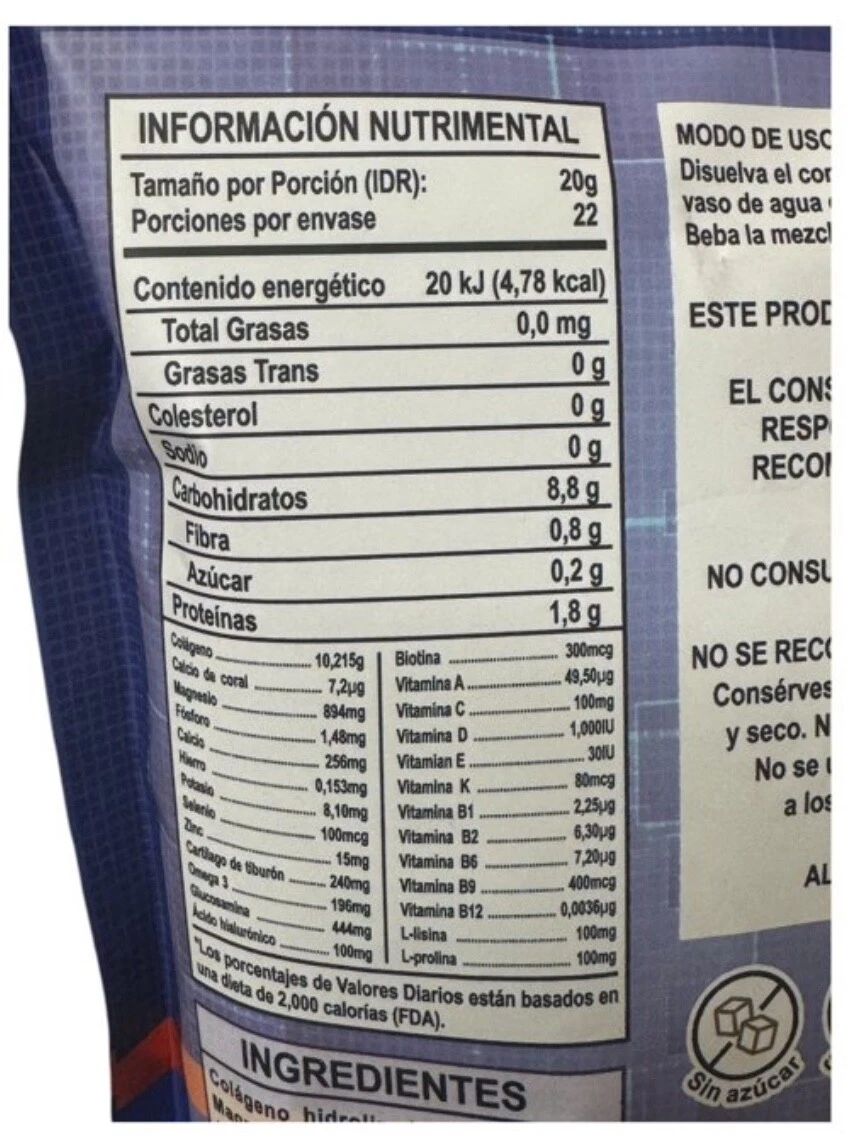 INFORMACIÓN NUTRIMENTAL
Tamaño por Porción (IDR): 20g
Porciones por envase 22
Contenido energético 20 kJ (4,78 kcal)
Total Grasas 0,0 mg
Grasas Trans 0 g
Colesterol 0 g
Sodio 0 g
Carbohidratos 8,8 g
Fibra 0,8 g
Azúcar 0,2 g
Proteínas 1,8 g
Colágeno 10,215g
Calcio de coral 7,2µg
Magnesio 894mg
Fósforo 1,48mg
Calcio 256mg
Hierro 0,153mg
Potasio 8,10mg
Selenio 100mcg
Zinc 15mg
Cartílago de tiburón 240mg
Omega 3 196mg
Glucosamina 444mg
Ácido hialurónico 100mg
Biotina 300mcg
Vitamina A 49,50µg
Vitamina C 100mg
Vitamina D 1,000IU
Vitamian E 30IU
Vitamina K 80mcg
Vitamina B1 2,25µg
Vitamina B2 6,30µg
Vitamina B6 7,20µg
Vitamina B9 400mcg
Vitamina B12 0,0036µg
L-lisina 100mg
L-prolina 100mg
*Los porcentajes de Valores Diarios están basados en
una dieta de 2,000 calorías (FDA).
INGREDIENTES
Colágeno
MODO DE USO
Disuelva el
vaso de agua
Beba la
ESTE
EL
NO
NO SE
y seco.
No se
Sin azúcar